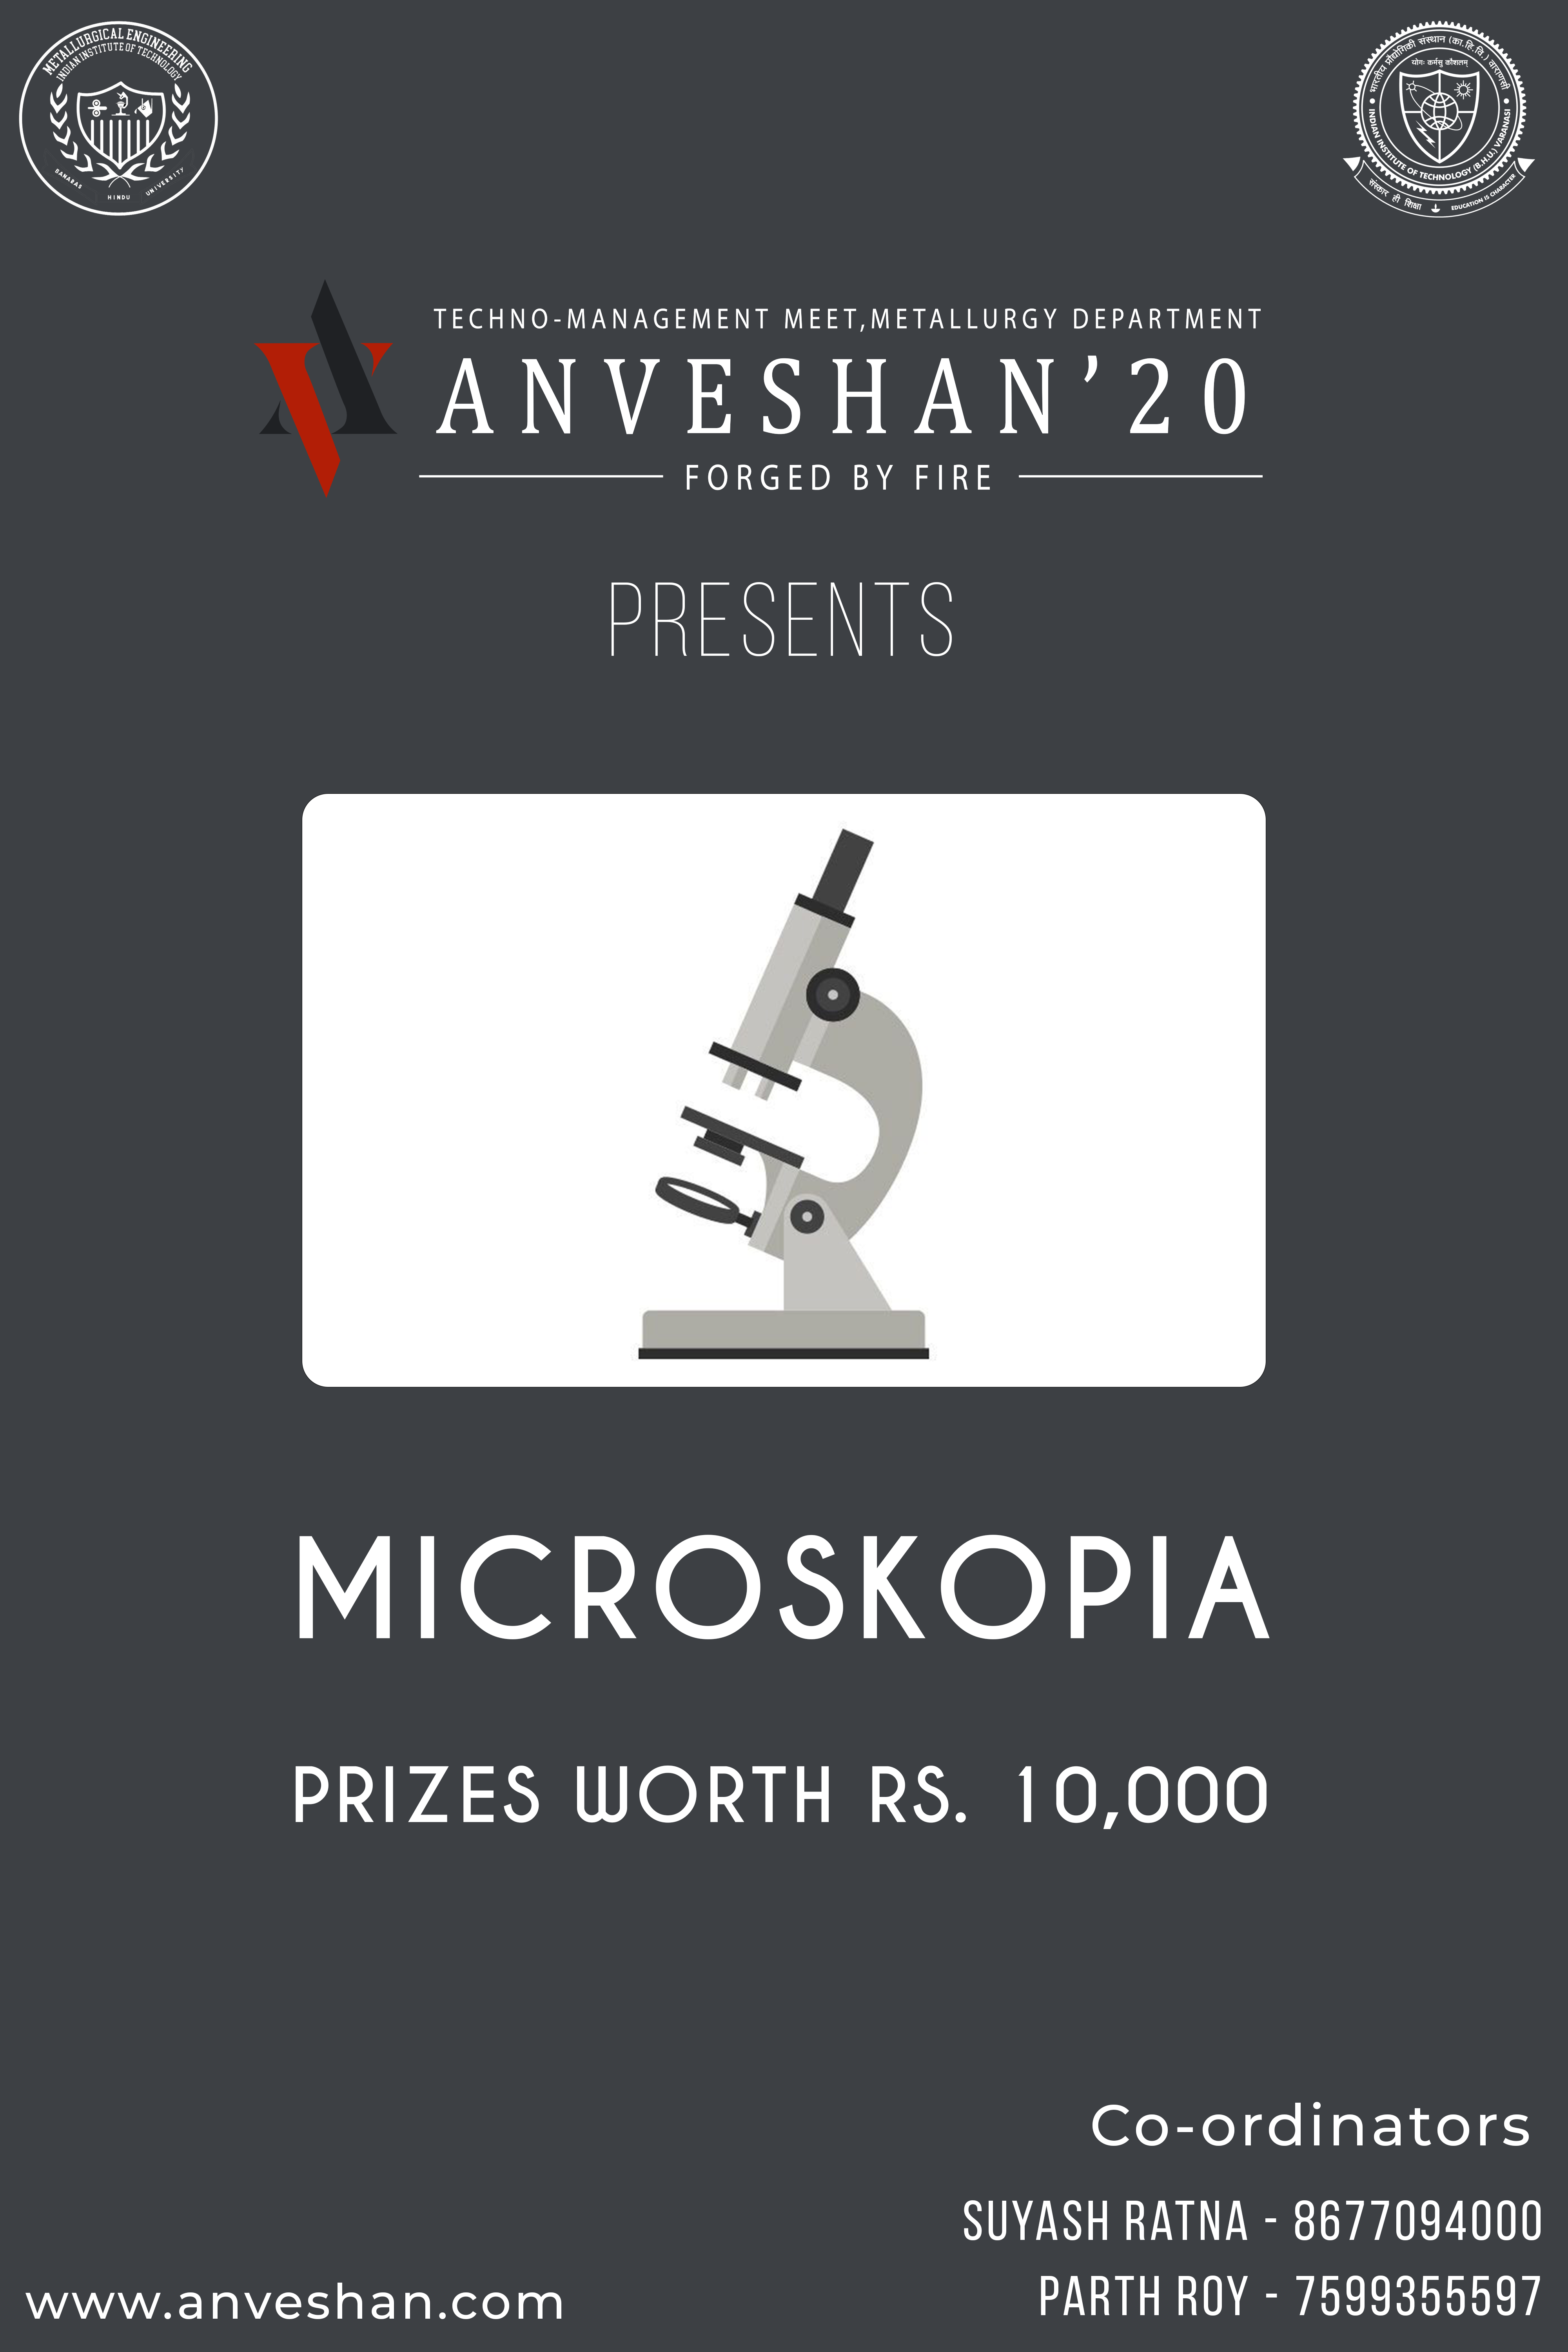 METALLURGICAL ENGINEERING
INDIAN INSTITUTE OF TECHNOLOGY
BANARAS HINDU UNIVERSITY
भारतीय प्रौद्योगिकी संस्थान (का.हि.वि.) वाराणसी
योगः कर्मसु कौशलम्
INDIAN INSTITUTE OF TECHNOLOGY (B.H.U.) VARANASI
संस्कार ही शिक्षा EDUCATION IS CHARACTER
TECHNO-MANAGEMENT MEET,METALLURGY DEPARTMENT
ANVESHAN’20
FORGED BY FIRE
PRESENTS
MICROSKOPIA
PRIZES WORTH RS. 10,000
Co-ordinators
SUYASH RATNA - 8677094000
PARTH ROY - 7599355597
www.anveshan.com